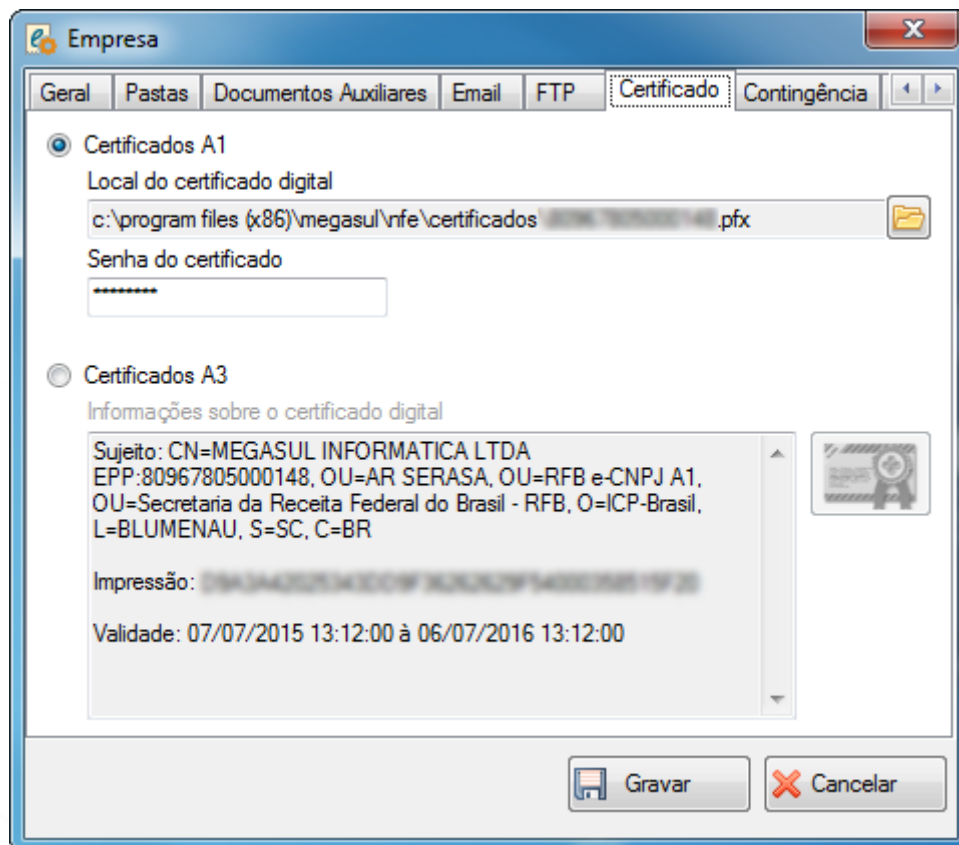 Empresa
Geral Pastas Documentos Auxiliares Email FTP Certificado Contingência
Certificados A1
Local do certificado digital
c:\program files (x86)\megasul\nfe\certificados\ .pfx
Senha do certificado
********
Certificados A3
Informações sobre o certificado digital
Sujeito: CN=MEGASUL INFORMATICA LTDA
EPP:80967805000148, OU=AR SERASA, OU=RFB e-CNPJ A1,
OU=Secretaria da Receita Federal do Brasil - RFB, O=ICP-Brasil,
L=BLUMENAU, S=SC, C=BR
Impressão:
Validade: 07/07/2015 13:12:00 à 06/07/2016 13:12:00
Gravar Cancelar